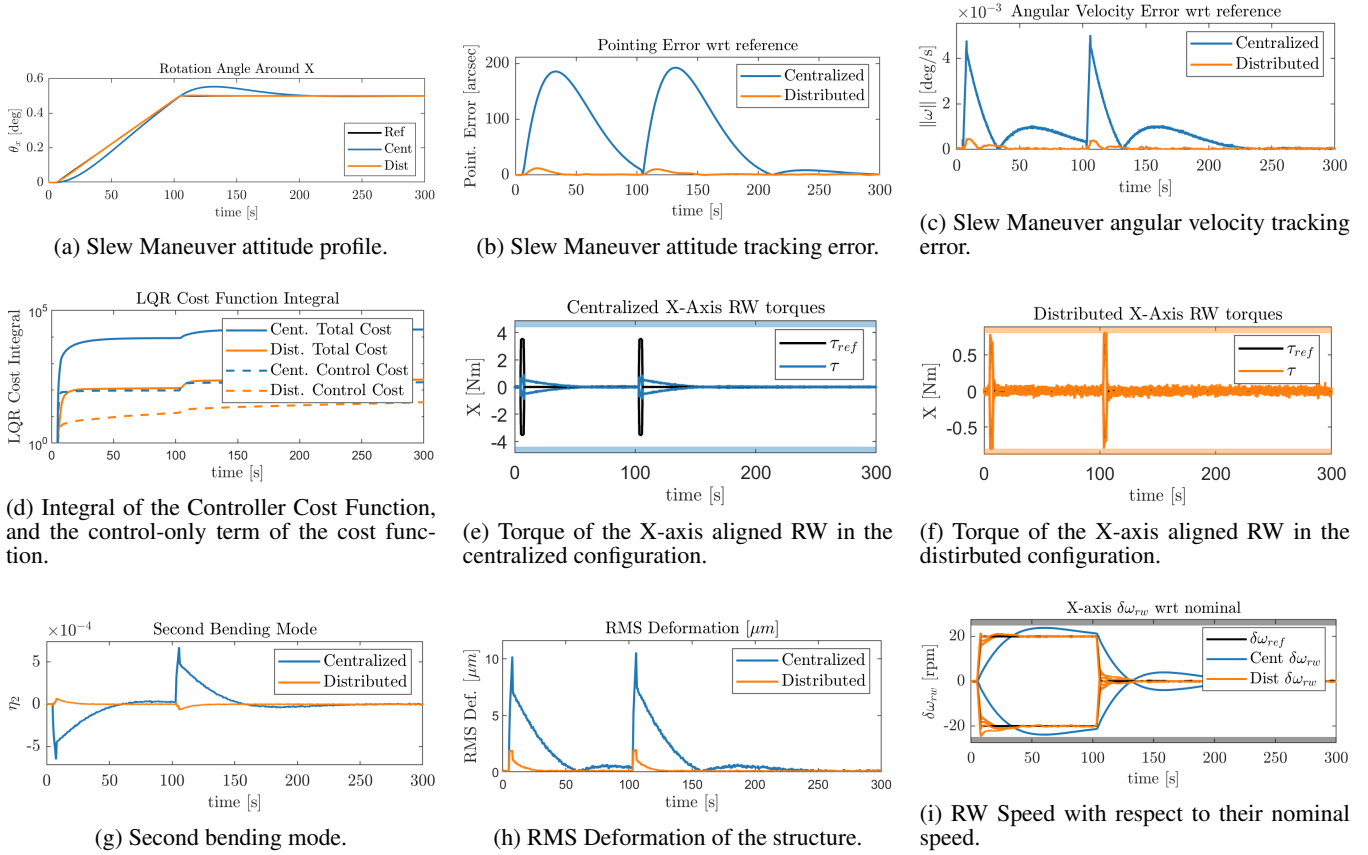 Rotation Angle Around X
0.6
0.4
0.2
0
θx [deg]
Ref
Cent
Dist
0 50 100 150 200 250 300
time [s]
(a) Slew Maneuver attitude profile.
Pointing Error wrt reference
200
100
0
Point. Error [arcsec]
Centralized
Distributed
0 50 100 150 200 250 300
time [s]
(b) Slew Maneuver attitude tracking error.
×10⁻³
Angular Velocity Error wrt reference
4
2
0
||ω|| [deg/s]
Centralized
Distributed
0 50 100 150 200 250 300
time [s]
(c) Slew Maneuver angular velocity tracking
error.
LQR Cost Function Integral
10⁵
10⁰
LQR Cost Integral
Cent. Total Cost
Dist. Total Cost
Cent. Control Cost
Dist. Control Cost
0 50 100 150 200 250 300
time [s]
(d) Integral of the Controller Cost Function,
and the control-only term of the cost func-
tion.
Centralized X-Axis RW torques
4
2
0
-2
-4
X [Nm]
τref
τ
0 100 200 300
time [s]
(e) Torque of the X-axis aligned RW in the
centralized configuration.
Distributed X-Axis RW torques
0.5
0
-0.5
X [Nm]
τref
τ
0 100 200 300
time [s]
(f) Torque of the X-axis aligned RW in the
distirbuted configuration.
×10⁻⁴
Second Bending Mode
5
0
-5
η2
Centralized
Distributed
0 50 100 150 200 250 300
time [s]
(g) Second bending mode.
RMS Deformation [μm]
10
5
0
RMS Def. [μm]
Centralized
Distributed
0 50 100 150 200 250 300
time [s]
(h) RMS Deformation of the structure.
X-axis δωrw wrt nominal
20
0
-20
δωrw [rpm]
δωref
Cent δωrw
Dist δωrw
0 50 100 150 200 250 300
time [s]
(i) RW Speed with respect to their nominal
speed.